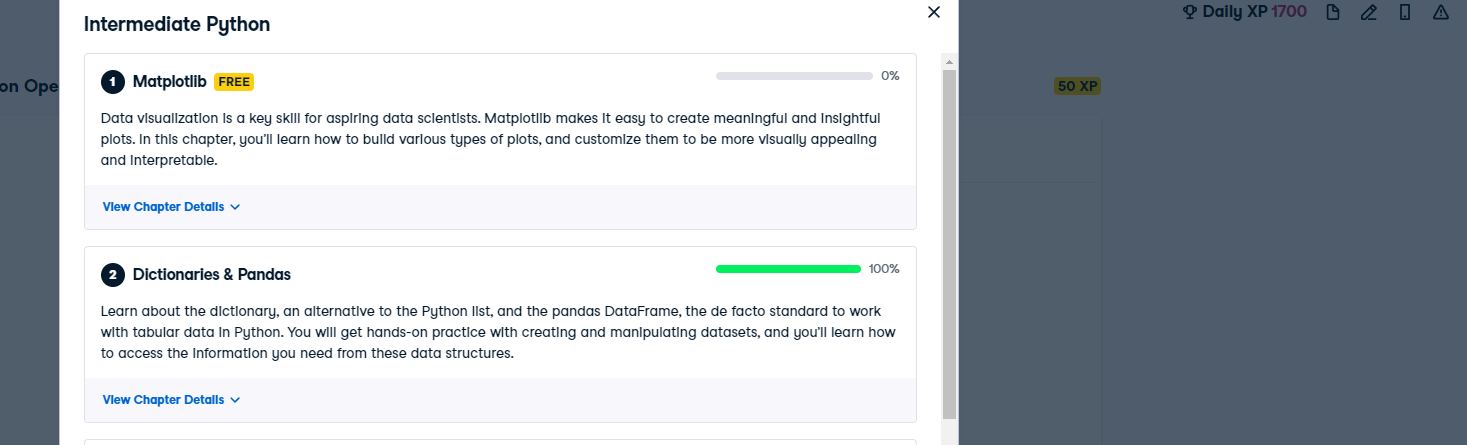 Intermediate Python
Daily XP 1700
on Ope
50 XP
1 Matplotlib FREE 0%
Data visualization is a key skill for aspiring data scientists. Matplotlib makes it easy to create meaningful and insightful
plots. In this chapter, you'll learn how to build various types of plots, and customize them to be more visually appealing
and interpretable.
View Chapter Details
2 Dictionaries & Pandas 100%
Learn about the dictionary, an alternative to the Python list, and the pandas DataFrame, the de facto standard to work
with tabular data in Python. You will get hands-on practice with creating and manipulating datasets, and you'll learn how
to access the information you need from these data structures.
View Chapter Details